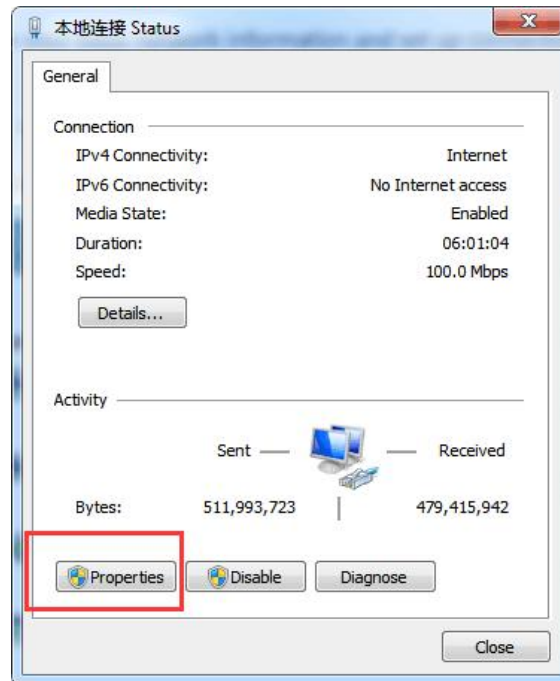 本地连接 Status
General
Connection
IPv4 Connectivity: Internet
IPv6 Connectivity: No Internet access
Media State: Enabled
Duration: 06:01:04
Speed: 100.0 Mbps
Details...
Activity
Sent Received
Bytes: 511,993,723 479,415,942
Properties Disable Diagnose
Close